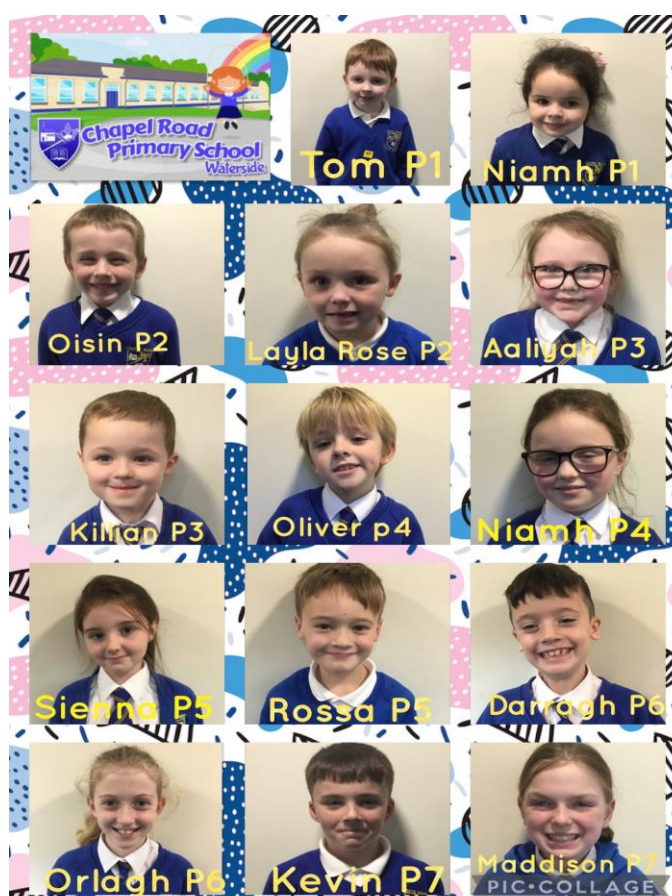 Chapel Road
Primary School
Waterside
Tom P1
Niamh P1
Oisin P2
Layla Rose P2
Aaliyah P3
Killian P3
Oliver p4
Niamh P4
Sienna P5
Rossa P5
Darragh P6
Orlagh P6
Kevin P7
Maddison P7
PIC•COLLAGE